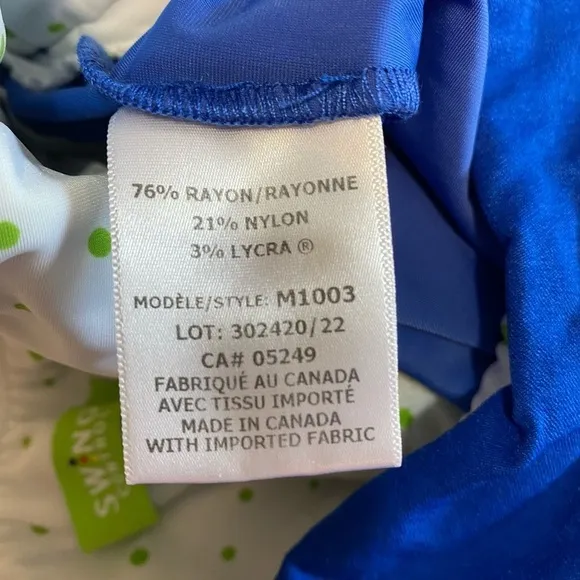 76% RAYON/RAYONNE
21% NYLON
3% LYCRA ®
MODÈLE/STYLE: M1003
LOT: 302420/22
CA# 05249
FABRIQUÉ AU CANADA
AVEC TISSU IMPORTÉ
MADE IN CANADA
WITH IMPORTED FABRIC
SWING